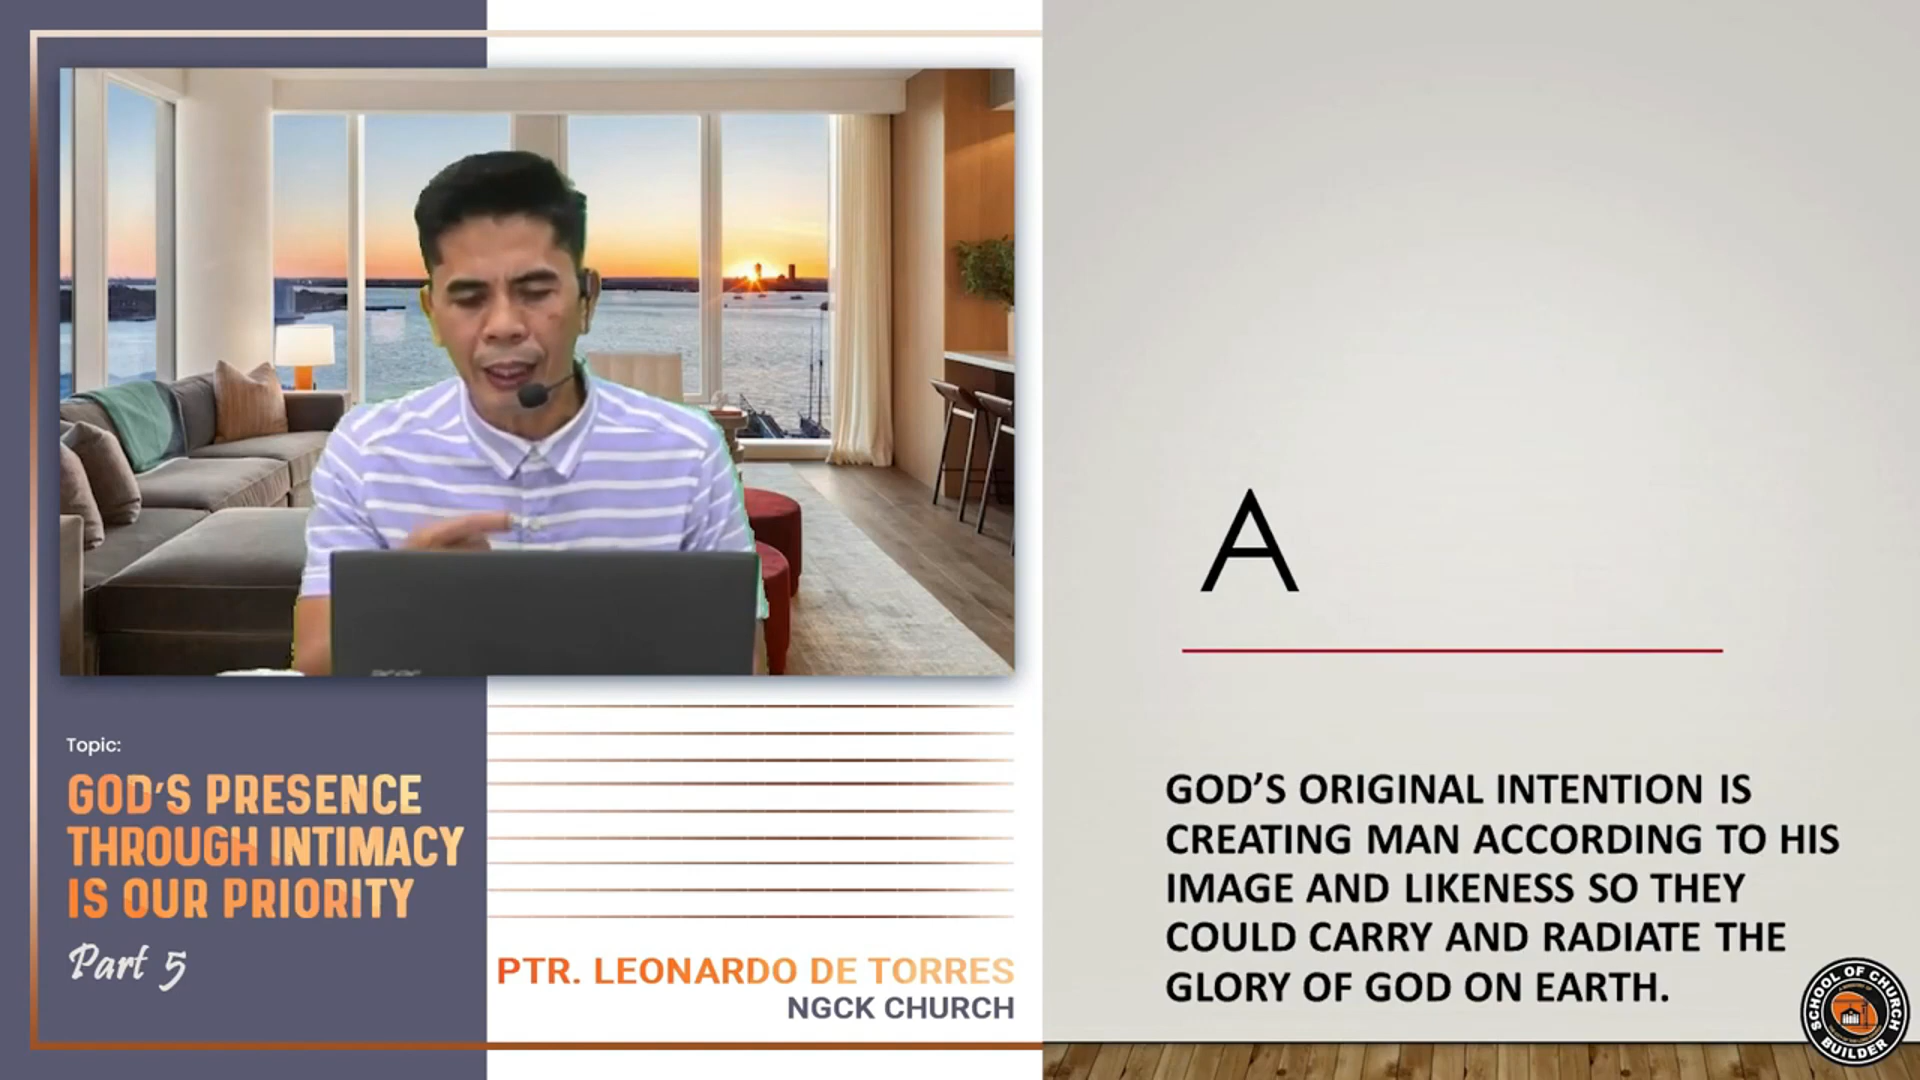 Topic:
GOD'S PRESENCE
THROUGH INTIMACY
IS OUR PRIORITY
Part 5
PTR. LEONARDO DE TORRES
NGCK CHURCH
A
GOD'S ORIGINAL INTENTION IS
CREATING MAN ACCORDING TO HIS
IMAGE AND LIKENESS SO THEY
COULD CARRY AND RADIATE THE
GLORY OF GOD ON EARTH.
SCHOOL OF CHURCH
BUILDER